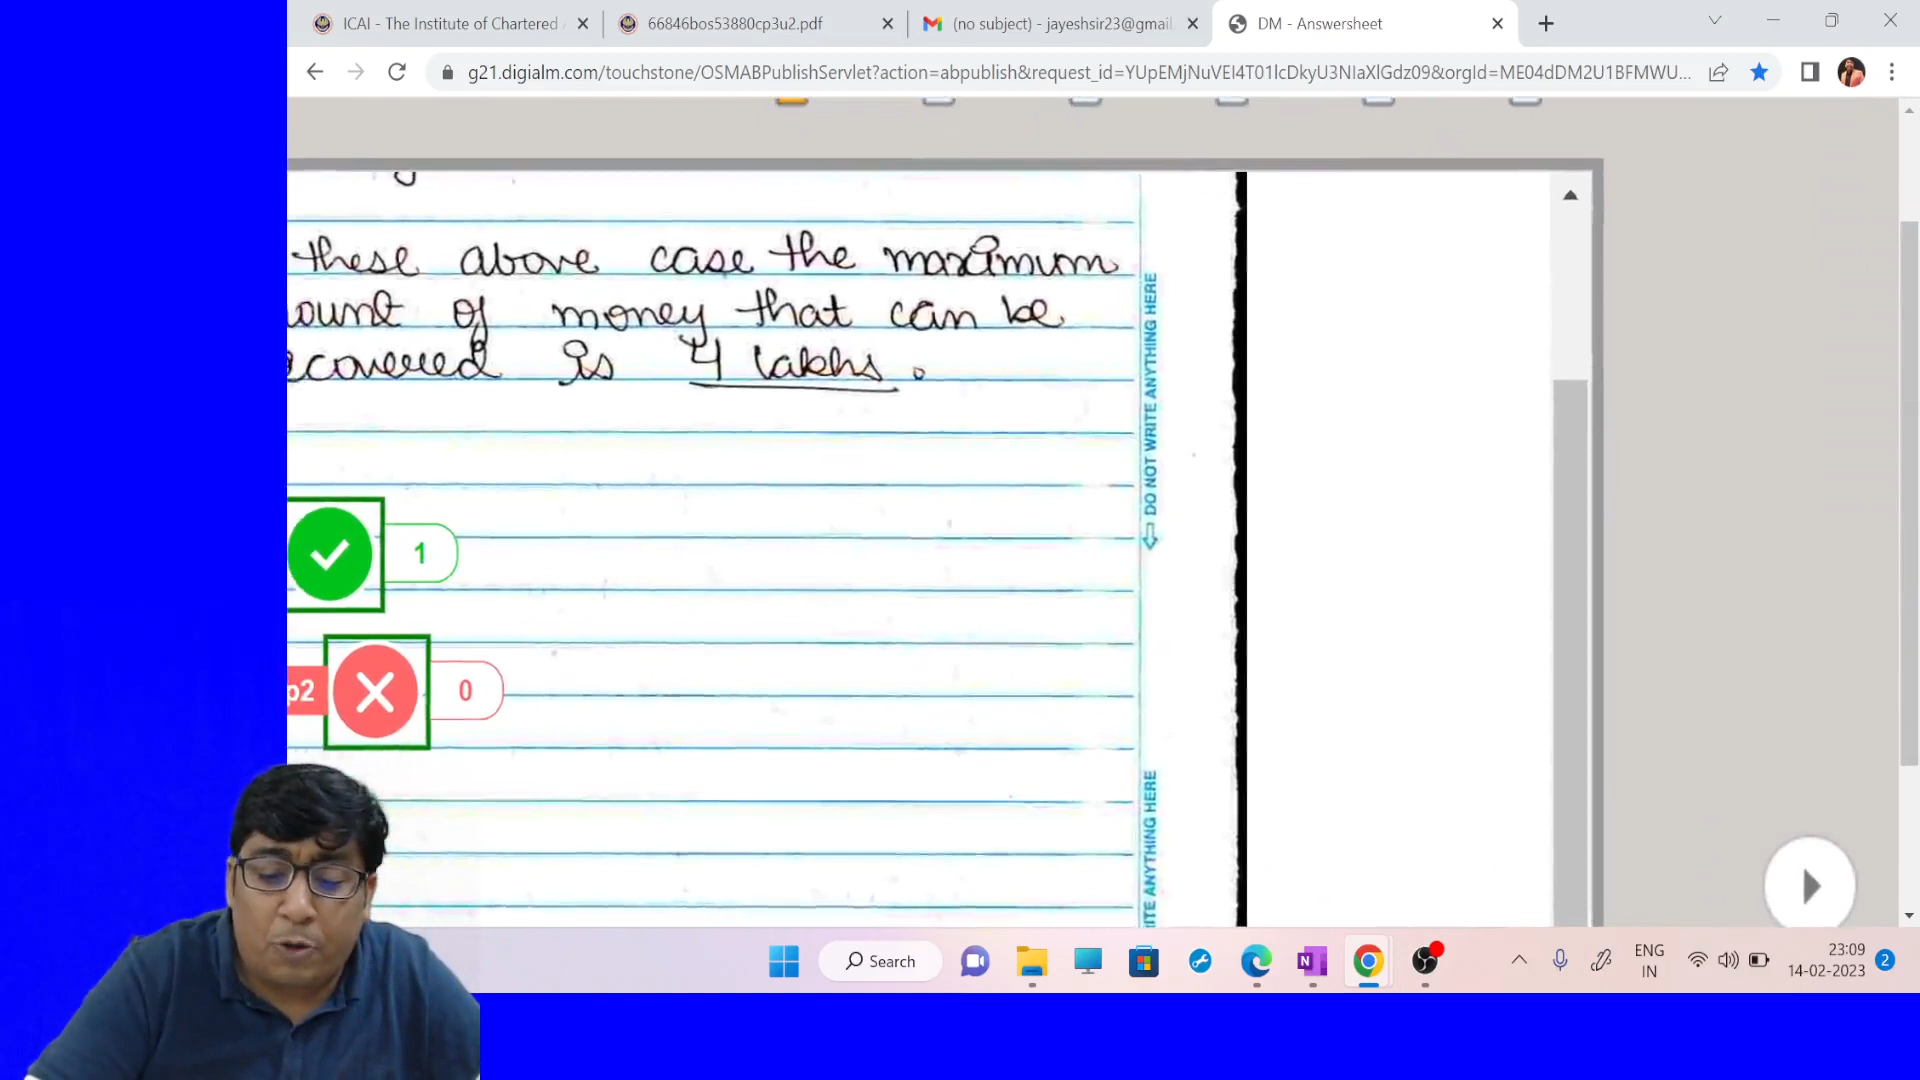 ICAI - The Institute of Chartered
66846bos53880cp3u2.pdf
(no subject) - jayeshsir23@gmail
DM - Answersheet
g21.digialm.com/touchstone/OSMABPublishServlet?action=abpublish&request_id=YUpEMjNuVEI4T01lcDkyU3NIaXlGdz09&orgId=ME04dDM2U1BFMWU...
these above case the maximum
ount of money that can be
covered is 4 lakhs.
DO NOT WRITE ANYTHING HERE
1
p2
0
ITE ANYTHING HERE
Search
ENG
IN
23:09
14-02-2023
2